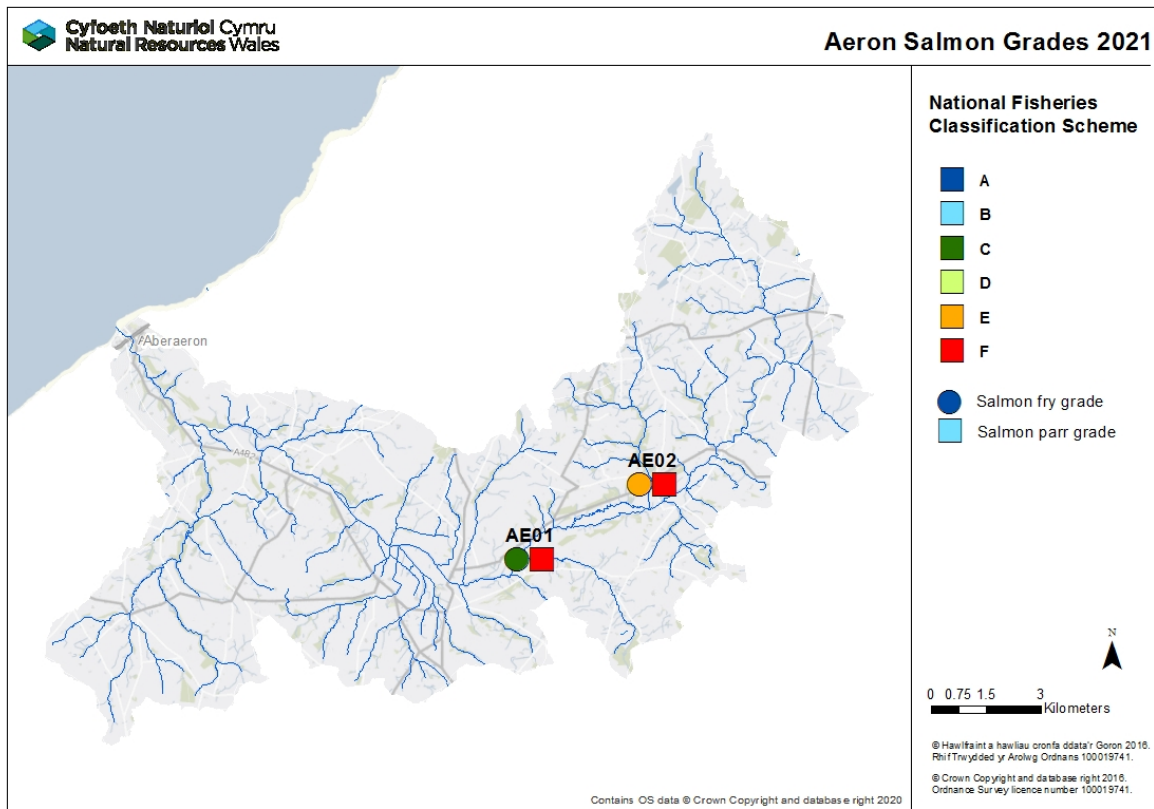 Cyfoeth Naturiol Cymru
Natural Resources Wales
Aeron Salmon Grades 2021
National Fisheries
Classification Scheme
A
B
C
D
E
F
Salmon fry grade
Salmon parr grade
Aberaeron
A482
AE02
AE01
N
0 0.75 1.5 3
Kilometers
© Hawlfraint a hawliau cronfa ddata'r Goron 2016.
Rhif Trwydded yr Arolwg Ordnans 100019741.
© Crown Copyright and database right 2016.
Ordnance Survey licence number 100019741.
Contains OS data © Crown Copyright and database right 2020